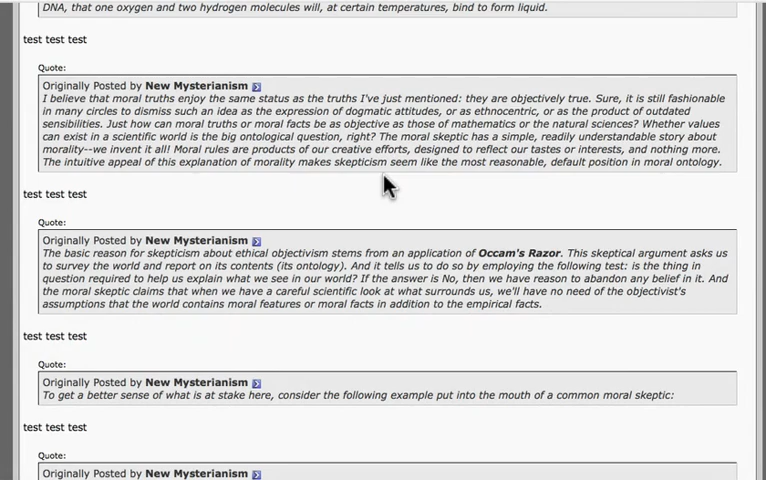 DNA, that one oxygen and two hydrogen molecules will, at certain temperatures, bind to form liquid.
test test test
Quote:
Originally Posted by New Mysterianism
I believe that moral truths enjoy the same status as the truths I've just mentioned: they are objectively true. Sure, it is still fashionable
in many circles to dismiss such an idea as the expression of dogmatic attitudes, or as ethnocentric, or as the product of outdated
sensibilities. Just how can moral truths or moral facts be as objective as those of mathematics or the natural sciences? Whether values
can exist in a scientific world is the big ontological question, right? The moral skeptic has a simple, readily understandable story about
morality--we invent it all! Moral rules are products of our creative efforts, designed to reflect our tastes or interests, and nothing more.
The intuitive appeal of this explanation of morality makes skepticism seem like the most reasonable, default position in moral ontology.
test test test
Quote:
Originally Posted by New Mysterianism
The basic reason for skepticism about ethical objectivism stems from an application of Occam's Razor. This skeptical argument asks us
to survey the world and report on its contents (its ontology). And it tells us to do so by employing the following test: is the thing in
question required to help us explain what we see in our world? If the answer is No, then we have reason to abandon any belief in it. And
the moral skeptic claims that when we have a careful scientific look at what surrounds us, we'll have no need of the objectivist's
assumptions that the world contains moral features or moral facts in addition to the empirical facts.
test test test
Quote:
Originally Posted by New Mysterianism
To get a better sense of what is at stake here, consider the following example put into the mouth of a common moral skeptic:
test test test
Quote:
Originally Posted by New Mysterianism